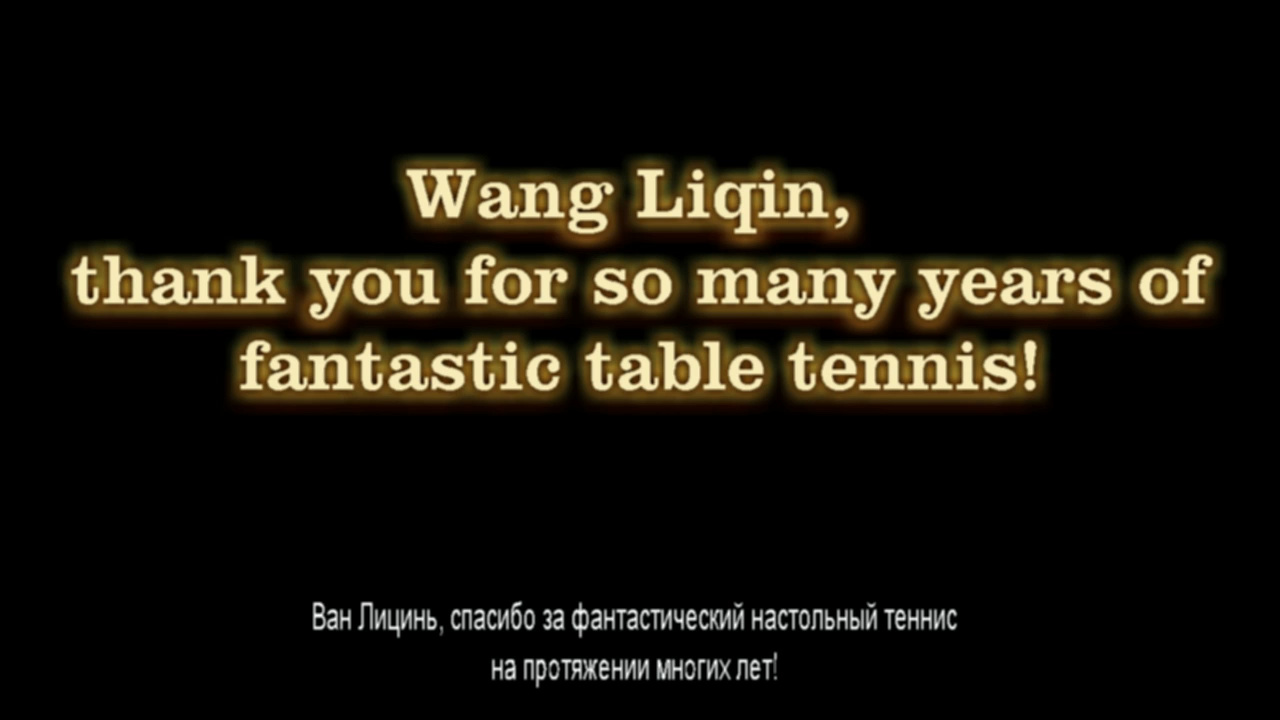 Wang Liqin,
thank you for so many years of
fantastic table tennis!
Ван Лицинь, спасибо за фантастический настольный теннис
на протяжении многих лет!